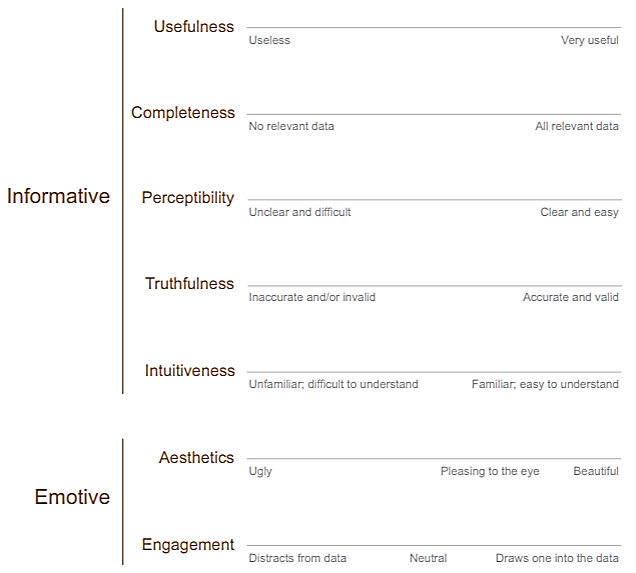 Usefulness
Useless Very useful
Completeness
No relevant data All relevant data
Informative
Perceptibility
Unclear and difficult Clear and easy
Truthfulness
Inaccurate and/or invalid Accurate and valid
Intuitiveness
Unfamiliar; difficult to understand Familiar; easy to understand
Aesthetics
Ugly Pleasing to the eye Beautiful
Emotive
Engagement
Distracts from data Neutral Draws one into the data